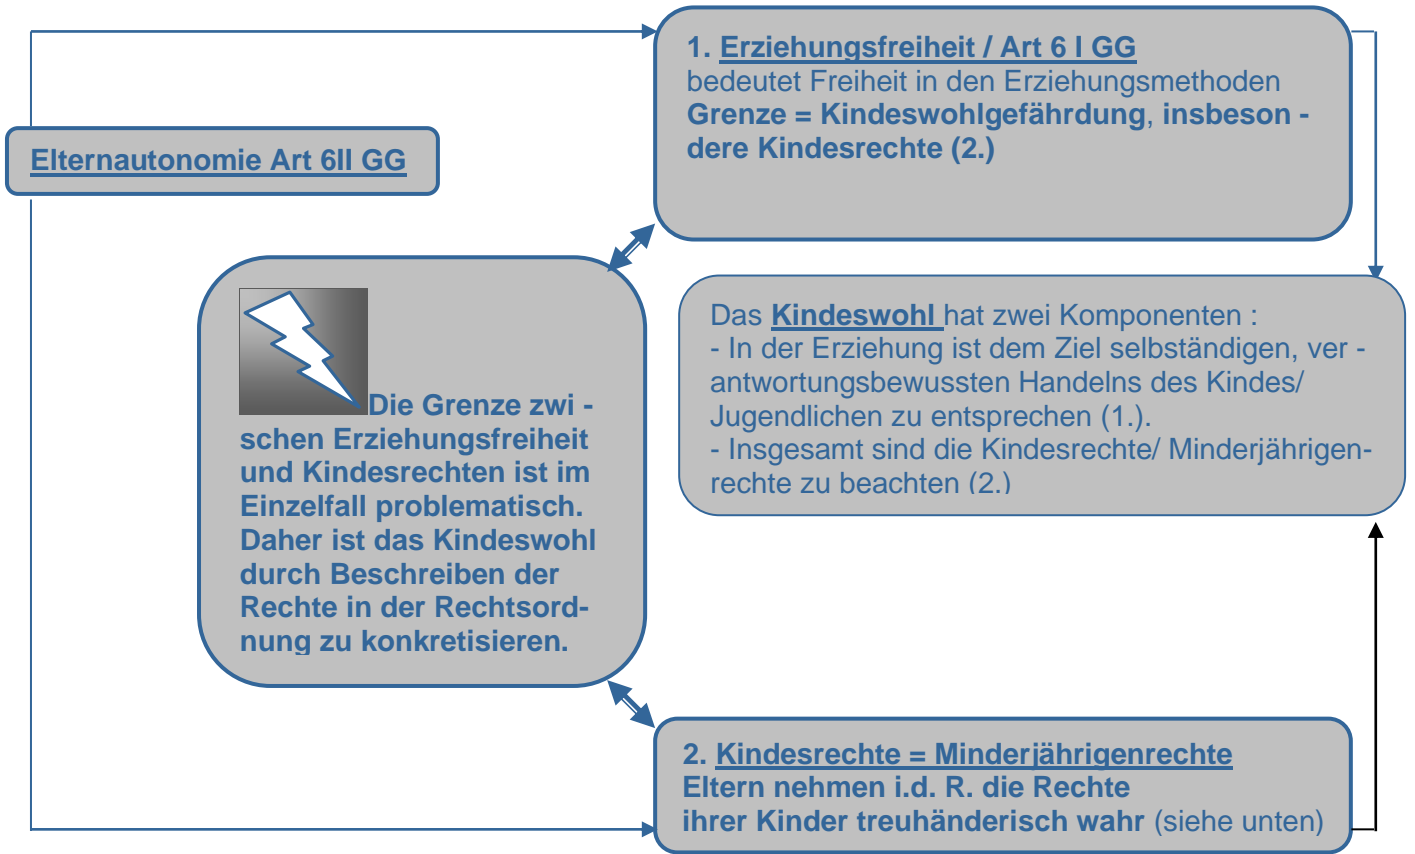 Elternautonomie Art 6II GG
1. Erziehungsfreiheit / Art 6 I GG
bedeutet Freiheit in den Erziehungsmethoden
Grenze = Kindeswohlgefährdung, insbeson -
dere Kindesrechte (2.)
Die Grenze zwi -
schen Erziehungsfreiheit
und Kindesrechten ist im
Einzelfall problematisch.
Daher ist das Kindeswohl
durch Beschreiben der
Rechte in der Rechtsord-
nung zu konkretisieren.
Das Kindeswohl hat zwei Komponenten :
- In der Erziehung ist dem Ziel selbständigen, ver -
antwortungsbewussten Handelns des Kindes/
Jugendlichen zu entsprechen (1.).
- Insgesamt sind die Kindesrechte/ Minderjährigen-
rechte zu beachten (2.)
2. Kindesrechte = Minderjährigenrechte
Eltern nehmen i.d. R. die Rechte
ihrer Kinder treuhänderisch wahr (siehe unten)